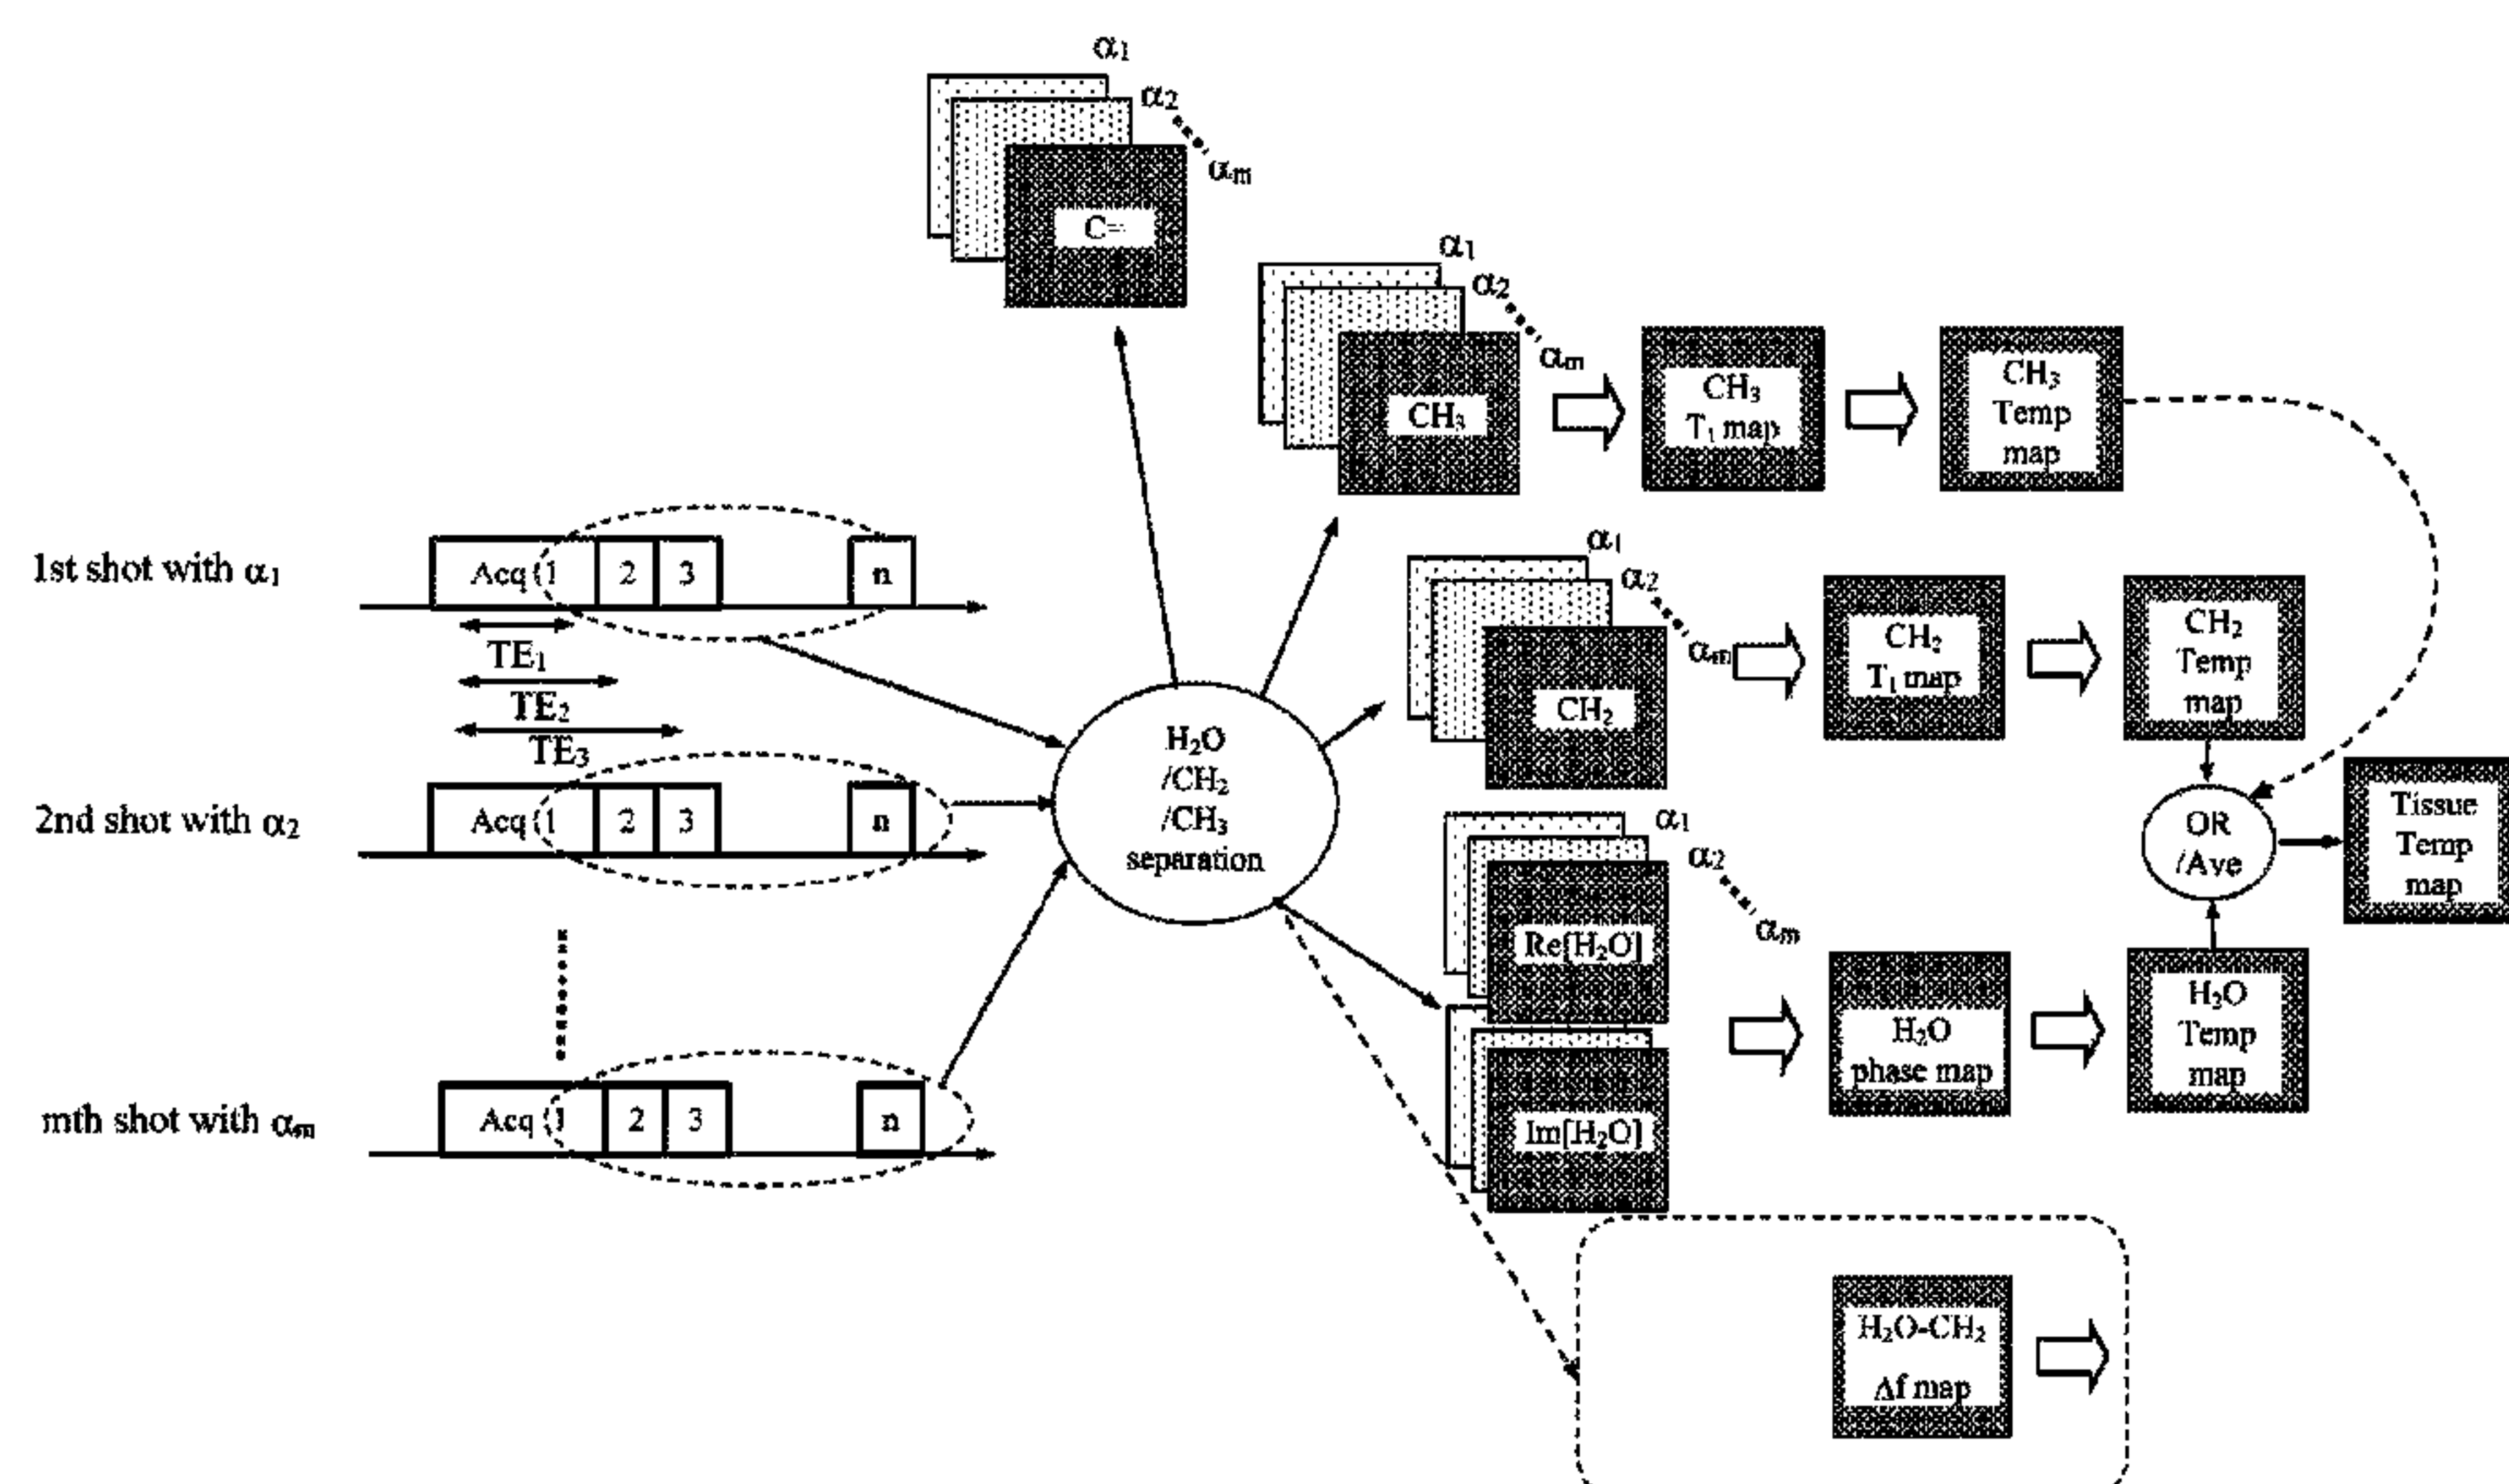 α1
α2
αm
C=
α1
α2
αm
CH3
CH3
T1 map
CH3
Temp
map
1st shot with α1
Acq (1 2 3 n
TE1
TE2
TE3
α1
α2
αm
CH2
CH2
T1 map
CH2
Temp
map
H2O
/CH2
/CH3
separation
2nd shot with α2
Acq (1 2 3 n
α1
α2
αm
Re[H2O]
Im[H2O]
H2O
phase map
H2O
Temp
map
OR
/Ave
Tissue
Temp
map
mth shot with αm
Acq (1 2 3 n
H2O-CH2
Δf map